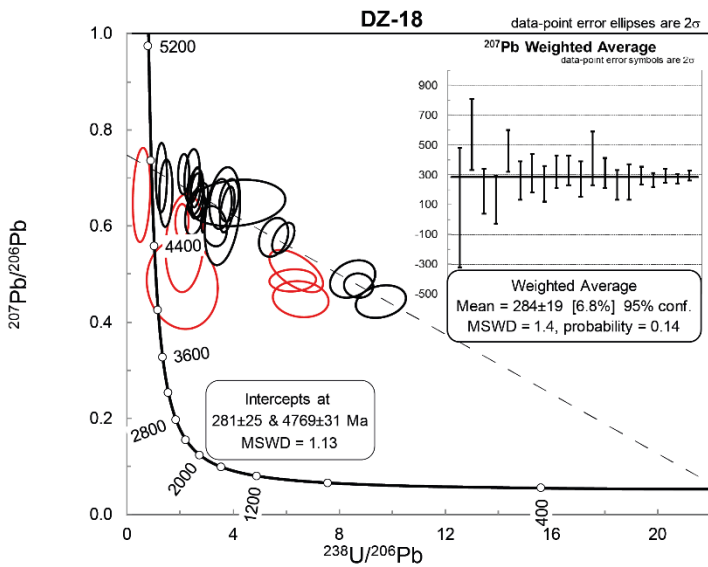 DZ-18
data-point error ellipses are 2σ
1.0
0.8
0.6
0.4
0.2
0.0
207Pb/206Pb
0
4
8
12
16
20
238U/206Pb
5200
4400
3600
2800
2000
1200
400
207Pb Weighted Average
data-point error symbols are 2σ
900
700
500
300
100
-100
-300
-500
Weighted Average
Mean = 284±19 [6.8%] 95% conf.
MSWD = 1.4, probability = 0.14
Intercepts at
281±25 & 4769±31 Ma
MSWD = 1.13